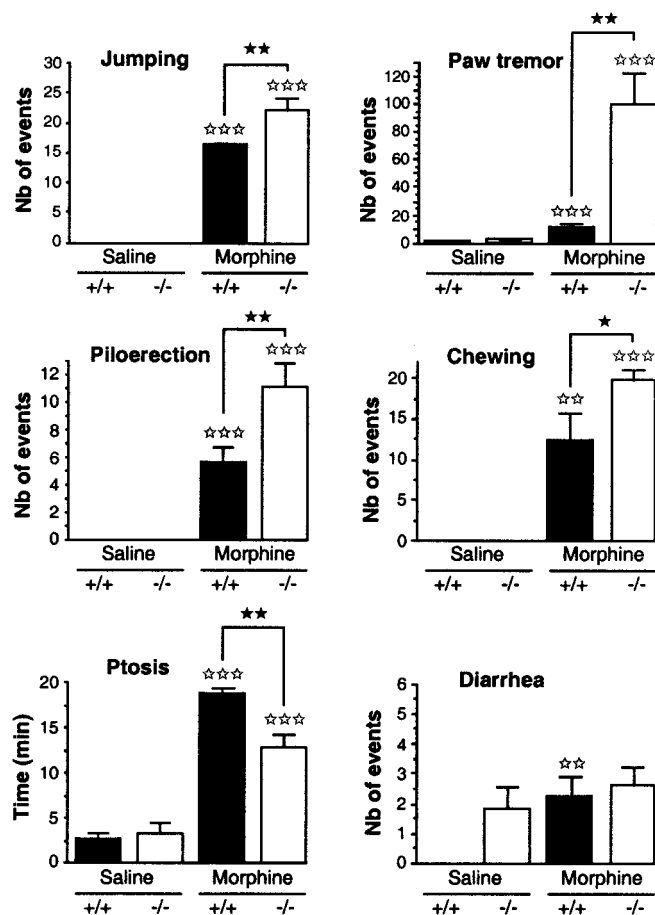 Jumping
★★
☆☆☆
☆☆☆
Nb of events
30
25
20
15
10
5
0
Saline
Morphine
+/+ -/- +/+ -/-
Paw tremor
★★
☆☆☆
☆☆☆
Nb of events
120
100
80
60
40
20
0
Saline
Morphine
+/+ -/- +/+ -/-
Piloerection
★★
☆☆☆
☆☆☆
Nb of events
12
10
8
6
4
2
0
Saline
Morphine
+/+ -/- +/+ -/-
Chewing
★
☆☆☆
☆☆
Nb of events
20
15
10
5
0
Saline
Morphine
+/+ -/- +/+ -/-
Ptosis
★★
☆☆☆
☆☆☆
Time (min)
20
15
10
5
0
Saline
Morphine
+/+ -/- +/+ -/-
Diarrhea
☆☆
Nb of events
6
5
4
3
2
1
0
Saline
Morphine
+/+ -/- +/+ -/-